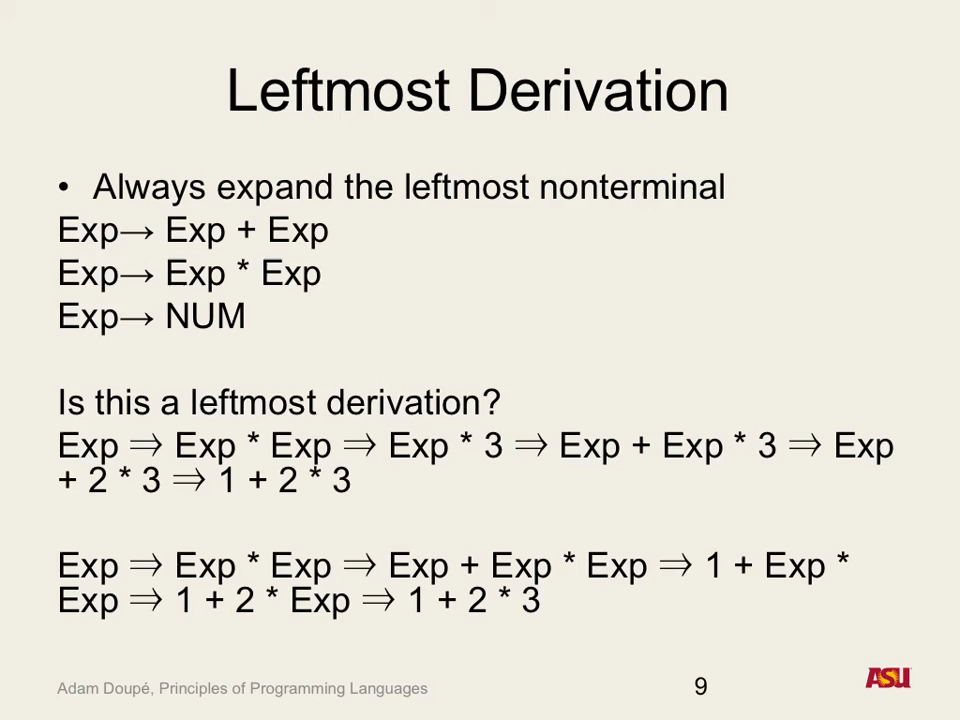 Leftmost Derivation
• Always expand the leftmost nonterminal
Exp→ Exp + Exp
Exp→ Exp * Exp
Exp→ NUM
Is this a leftmost derivation?
Exp ⇒ Exp * Exp ⇒ Exp * 3 ⇒ Exp + Exp * 3 ⇒ Exp
+ 2 * 3 ⇒ 1 + 2 * 3
Exp ⇒ Exp * Exp ⇒ Exp + Exp * Exp ⇒ 1 + Exp *
Exp ⇒ 1 + 2 * Exp ⇒ 1 + 2 * 3
Adam Doupé, Principles of Programming Languages
9
ASU